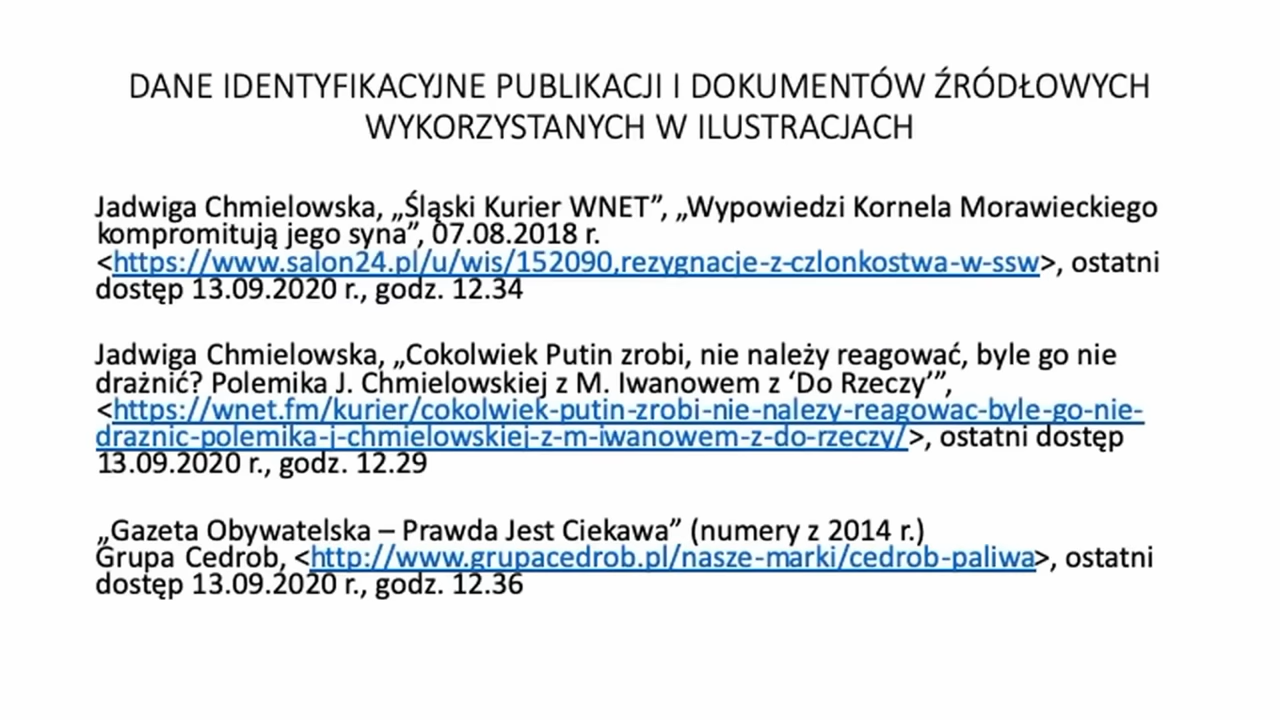 DANE IDENTYFIKACYJNE PUBLIKACJI I DOKUMENTÓW ŹRÓDŁOWYCH
WYKORZYSTANYCH W ILUSTRACJACH
Jadwiga Chmielowska, „Śląski Kurier WNET”, „Wypowiedzi Kornela Morawieckiego
kompromitują jego syna”, 07.08.2018 r.
<https://www.salon24.pl/u/wis/152090,rezygnacje-z-czlonkostwa-w-ssw>, ostatni
dostęp 13.09.2020 r., godz. 12.34
Jadwiga Chmielowska, „Cokolwiek Putin zrobi, nie należy reagować, byle go nie
drażnić? Polemika J. Chmielowskiej z M. Iwanowem z ‘Do Rzeczy’”,
<https://wnet.fm/kurier/cokolwiek-putin-zrobi-nie-nalezy-reagowac-byle-go-nie-
draznic-polemika-j-chmielowskiej-z-m-iwanowem-z-do-rzeczy/>, ostatni dostęp
13.09.2020 r., godz. 12.29
„Gazeta Obywatelska – Prawda Jest Ciekawa” (numery z 2014 r.)
Grupa Cedrob, <http://www.grupacedrob.pl/nasze-marki/cedrob-paliwa>, ostatni
dostęp 13.09.2020 r., godz. 12.36